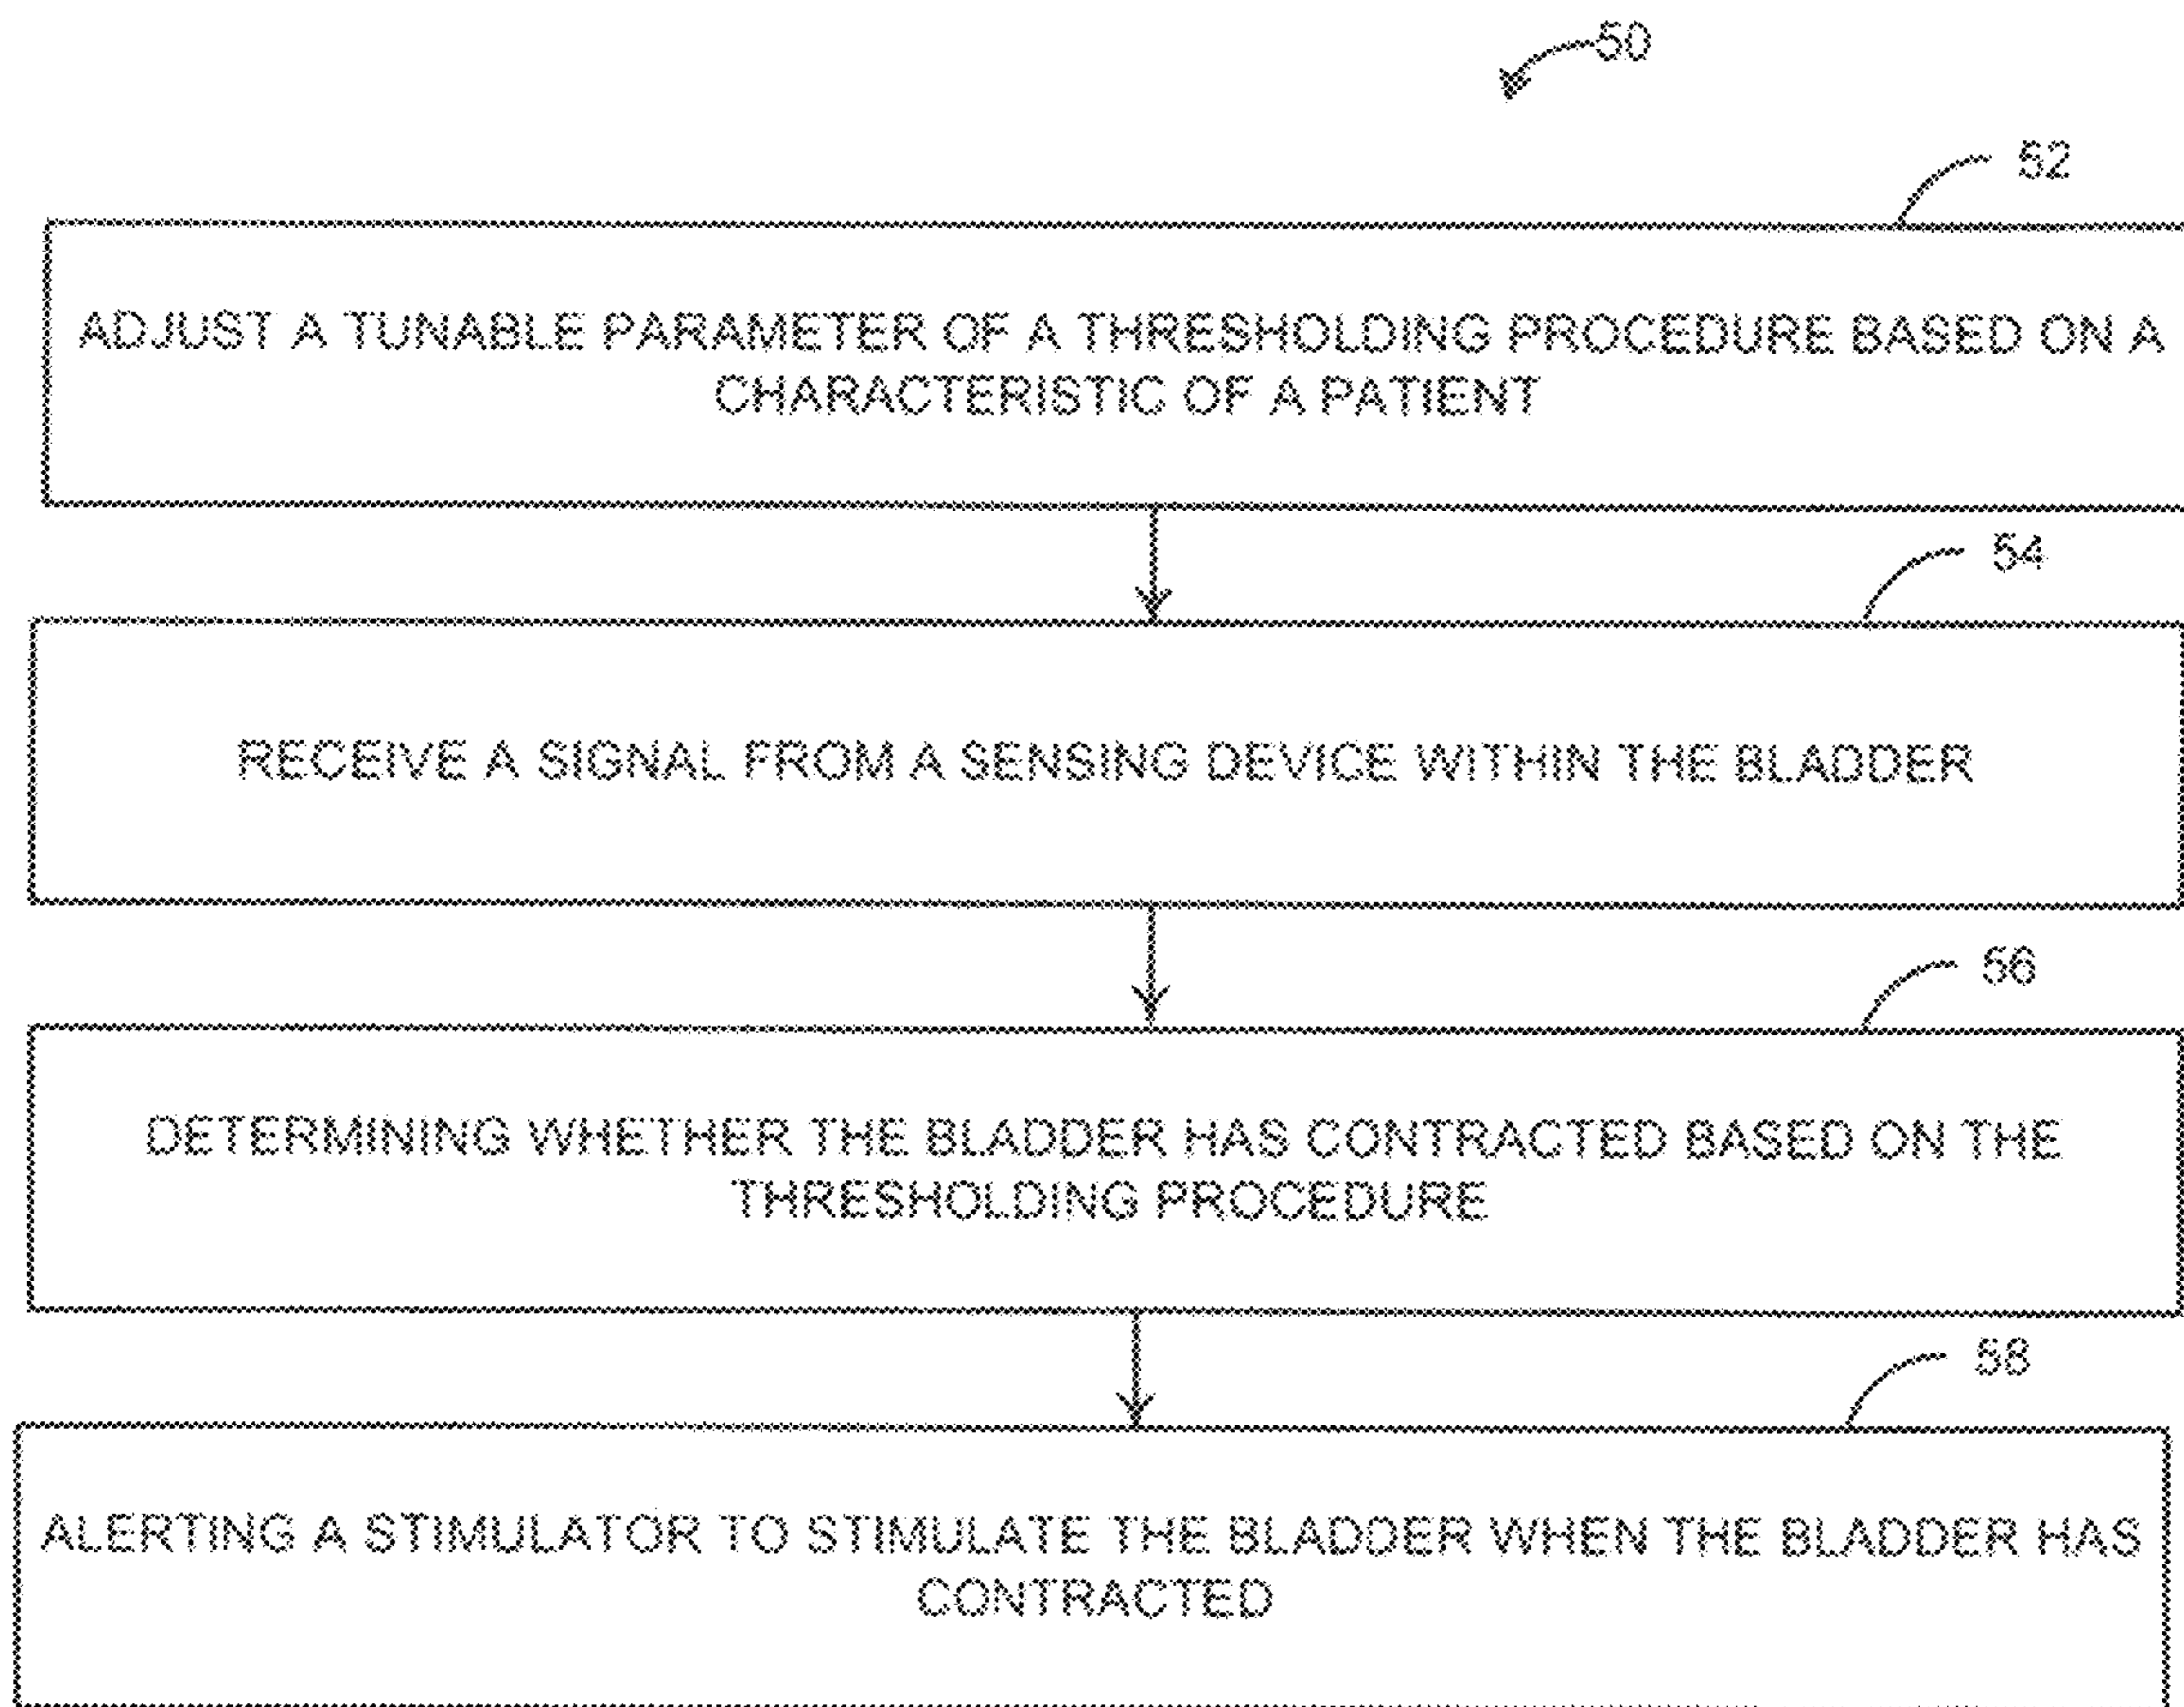 50
52
ADJUST A TUNABLE PARAMETER OF A THRESHOLDING PROCEDURE BASED ON A
CHARACTERISTIC OF A PATIENT
54
RECEIVE A SIGNAL FROM A SENSING DEVICE WITHIN THE BLADDER
56
DETERMINING WHETHER THE BLADDER HAS CONTRACTED BASED ON THE
THRESHOLDING PROCEDURE
58
ALERTING A STIMULATOR TO STIMULATE THE BLADDER WHEN THE BLADDER HAS
CONTRACTED